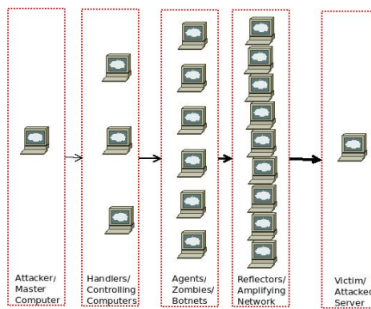 Attacker/
Master
Computer
Handlers/
Controlling
Computers
Agents/
Zombies/
Botnets
Reflectors/
Amplifying
Network
Victim/
Attacked
Server